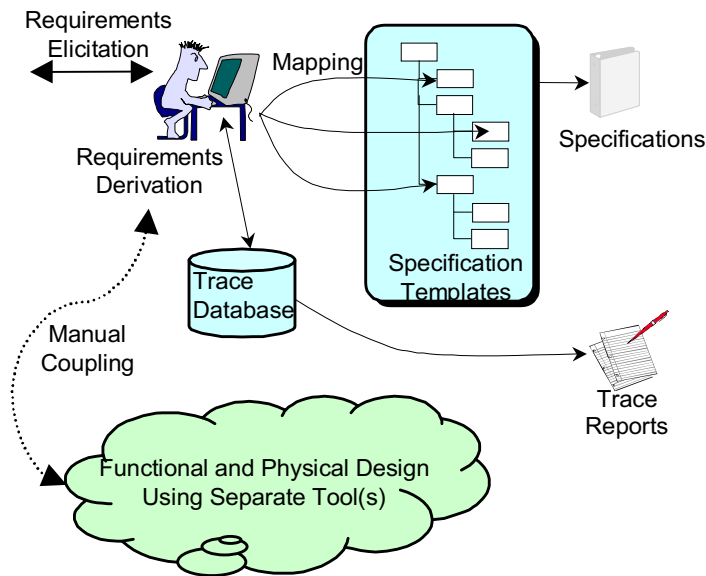 Requirements
Elicitation
Mapping
Requirements
Derivation
Specifications
Specification
Templates
Trace
Database
Manual
Coupling
Trace
Reports
Functional and Physical Design
Using Separate Tool(s)